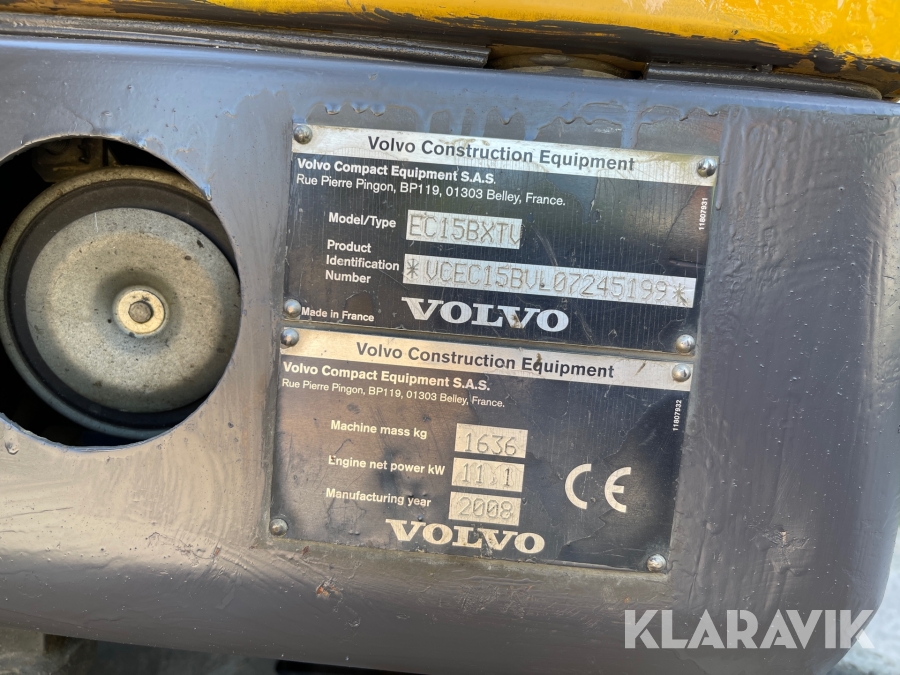 Volvo Construction Equipment
Volvo Compact Equipment S.A.S.
Rue Pierre Pingon, BP119, 01303 Belley, France.
11807931
Model/Type EC15BXTV
Product
Identification
Number *VCEC15BVL07245199*
Made in France VOLVO
Volvo Construction Equipment
Volvo Compact Equipment S.A.S.
Rue Pierre Pingon, BP119, 01303 Belley, France.
11807932
Machine mass kg 1636
Engine net power kW 11.1
Manufacturing year 2008
CE
VOLVO
KLARAVIK